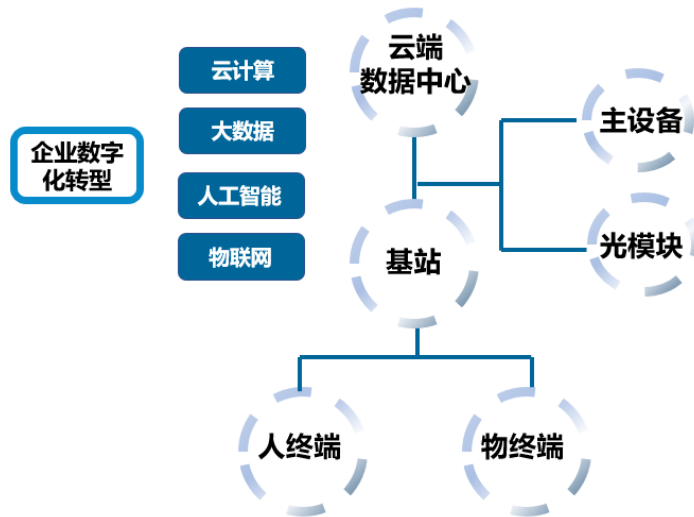 云端
数据中心
云计算
大数据
人工智能
物联网
企业数字
化转型
主设备
光模块
基站
人终端
物终端